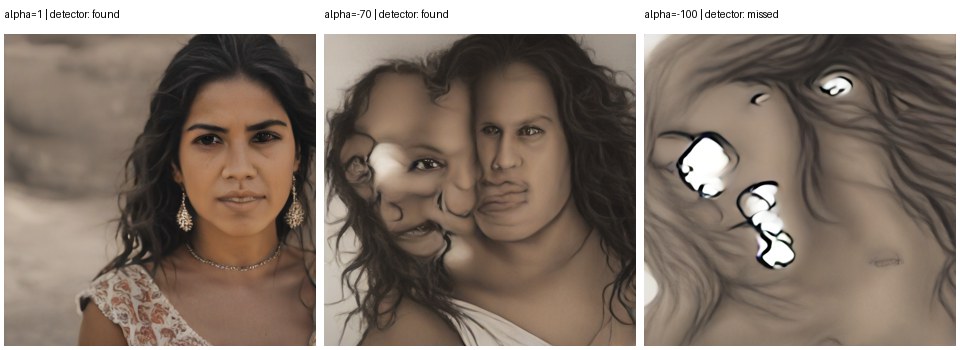 alpha=1 | detector: found
alpha=-70 | detector: found
alpha=-100 | detector: missed